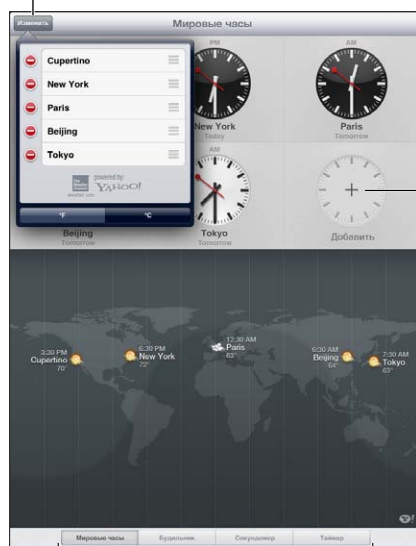 Изменить
Мировые часы
Cupertino
New York
Paris
Beijing
Tokyo
powered by
YAHOO!
°F
°C
PM
New York
Today
AM
Paris
Tomorrow
Beijing
Tomorrow
AM
Tokyo
Tomorrow
Добавить
3:30 PM
Cupertino
70°
6:30 PM
New York
72°
12:30 AM
Paris
63°
6:30 AM
Beijing
64°
7:30 AM
Tokyo
63°
Y!
Мировые часы
Будильник
Секундомер
Таймер